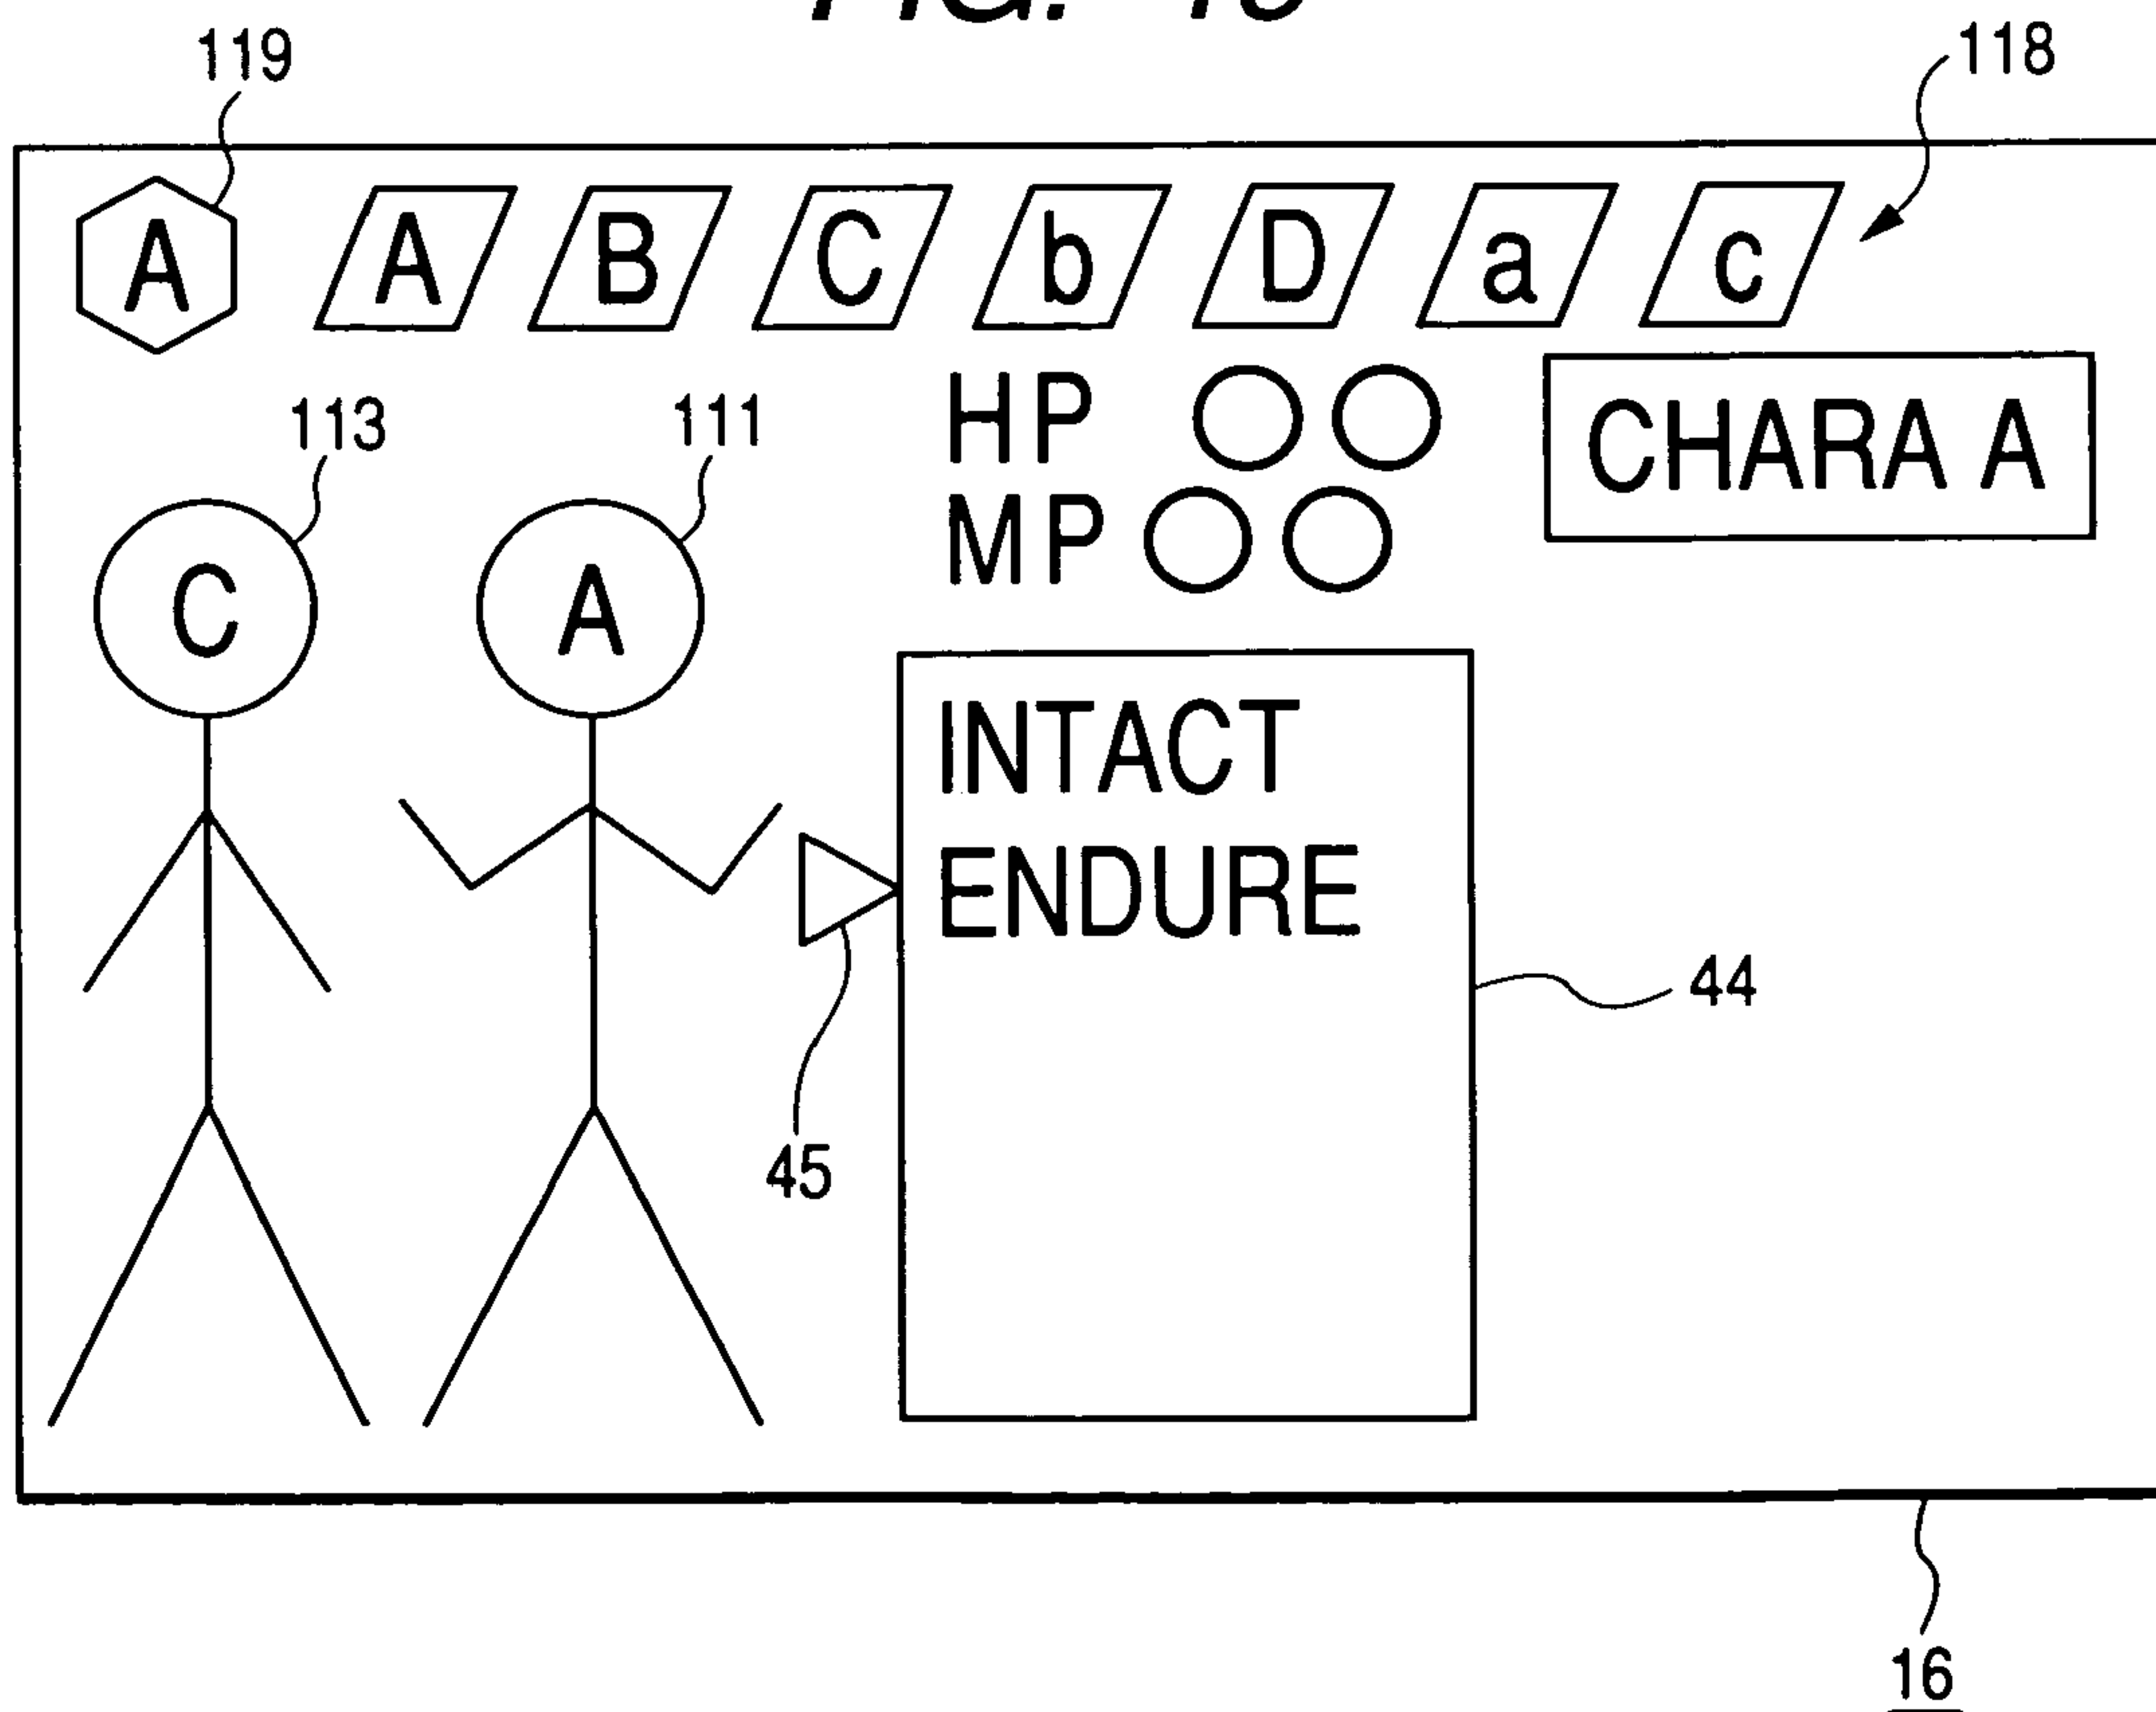 119
118
A A B C b D a c
HP ○○
CHARA A
MP ○○
113
111
C
A
INTACT
ENDURE
44
45
16